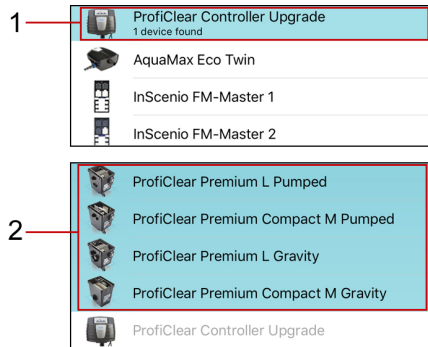 1
ProfiClear Controller Upgrade
1 device found
AquaMax Eco Twin
InScenio FM-Master 1
InScenio FM-Master 2
2
ProfiClear Premium L Pumped
ProfiClear Premium Compact M Pumped
ProfiClear Premium L Gravity
ProfiClear Premium Compact M Gravity
ProfiClear Controller Upgrade